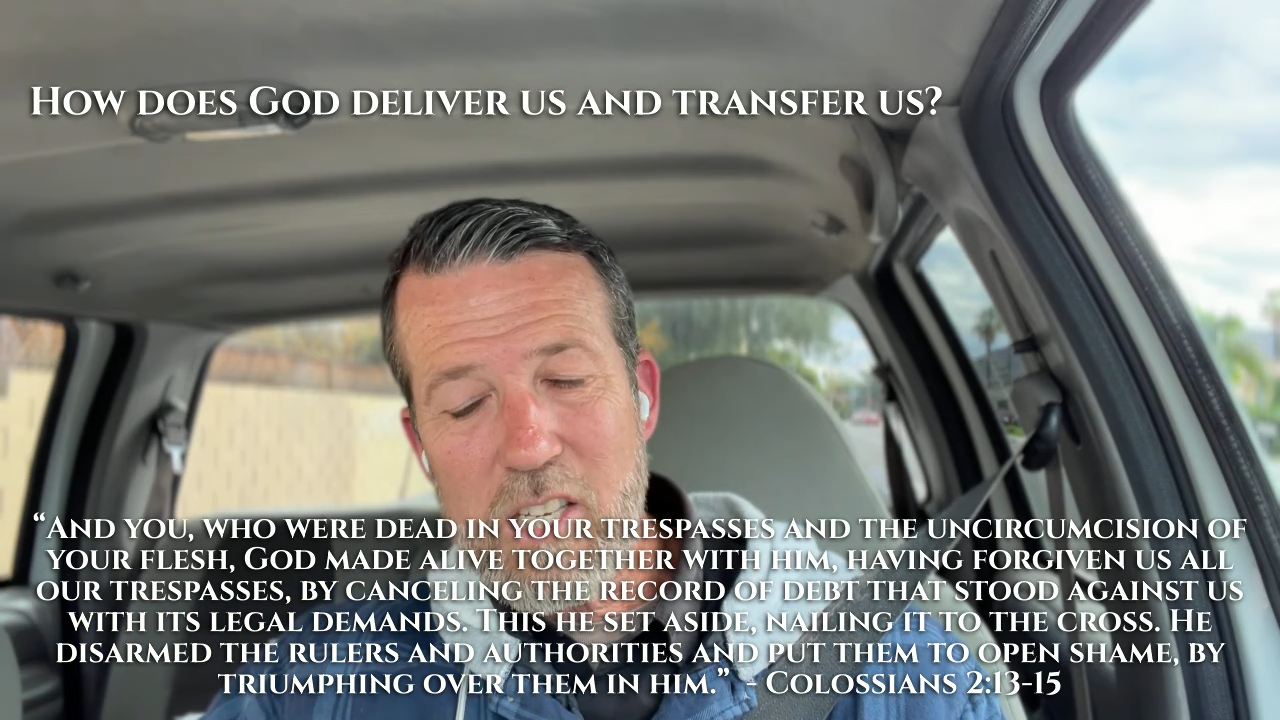 How does God deliver us and transfer us?
“And you, who were dead in your trespasses and the uncircumcision of
your flesh, God made alive together with him, having forgiven us all
our trespasses, by canceling the record of debt that stood against us
with its legal demands. This he set aside, nailing it to the cross. He
disarmed the rulers and authorities and put them to open shame, by
triumphing over them in him.” - Colossians 2:13-15